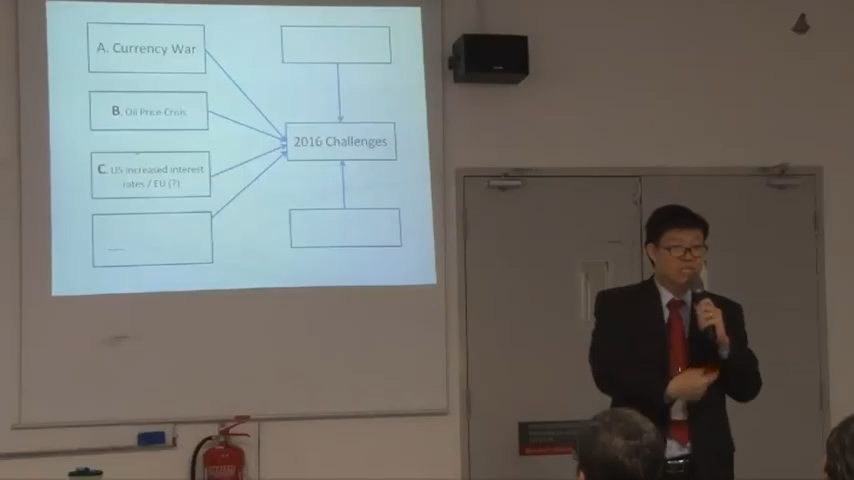 A. Currency War
B. Oil Price Crisis
2016 Challenges
C. US increased interest
rates / EU (?)